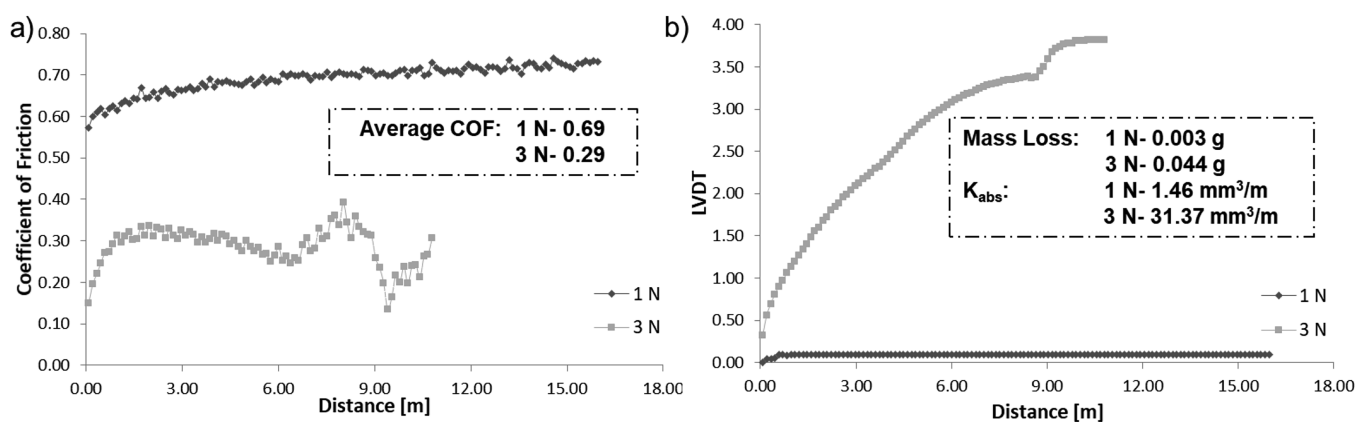 a)
0.80
0.70
0.60
0.50
0.40
0.30
0.20
0.10
0.00
Coefficient of Friction
Average COF: 1 N- 0.69
3 N- 0.29
1 N
3 N
0.00 3.00 6.00 9.00 12.00 15.00 18.00
Distance [m]
b)
4.00
3.50
3.00
2.50
2.00
1.50
1.00
0.50
0.00
LVDT
Mass Loss: 1 N- 0.003 g
3 N- 0.044 g
Kabs: 1 N- 1.46 mm³/m
3 N- 31.37 mm³/m
1 N
3 N
0.00 3.00 6.00 9.00 12.00 15.00 18.00
Distance [m]